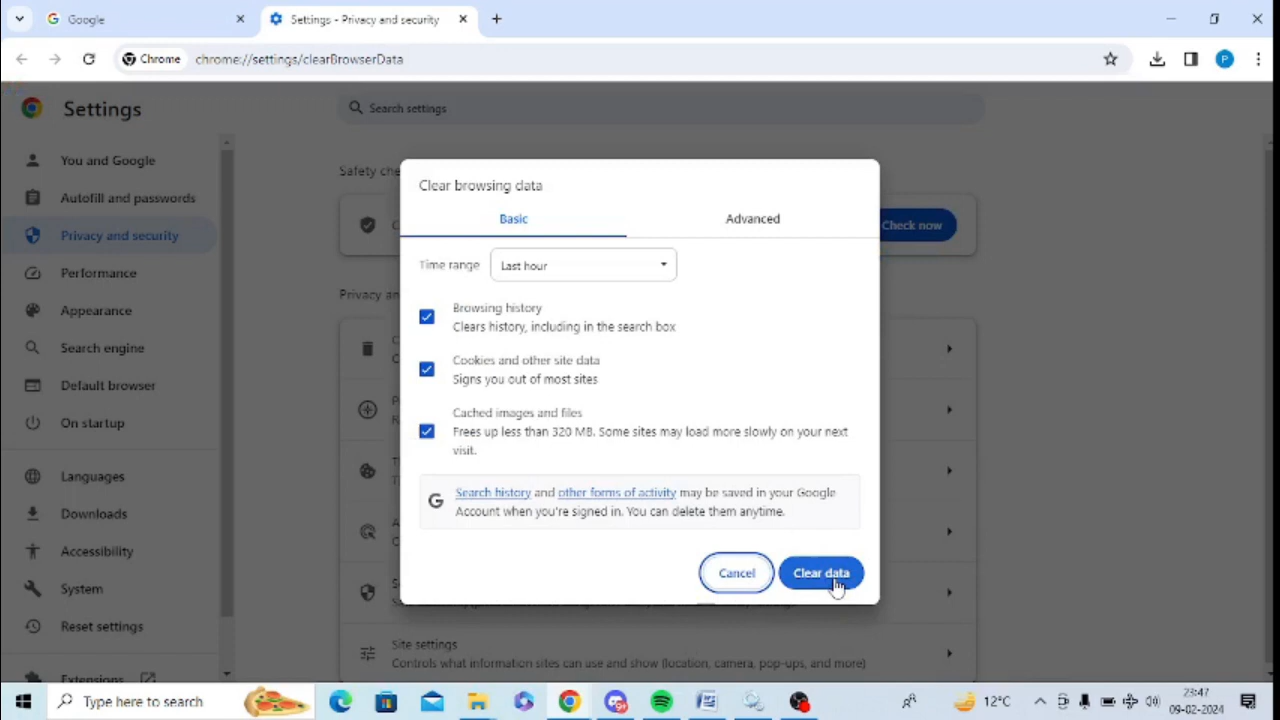 Google
Settings - Privacy and security
Chrome
chrome://settings/clearBrowserData
P
Settings
Search settings
You and Google
Autofill and passwords
Privacy and security
Performance
Appearance
Search engine
Default browser
On startup
Languages
Downloads
Accessibility
System
Reset settings
Extensions
Safety che
Check now
Privacy an
Clear browsing data
Basic
Advanced
Time range
Last hour
Browsing history
Clears history, including in the search box
Cookies and other site data
Signs you out of most sites
Cached images and files
Frees up less than 320 MB. Some sites may load more slowly on your next
visit.
Search history and other forms of activity may be saved in your Google
Account when you're signed in. You can delete them anytime.
Cancel
Clear data
Site settings
Controls what information sites can use and show (location, camera, pop-ups, and more)
Type here to search
12°C
23:47
09-02-2024